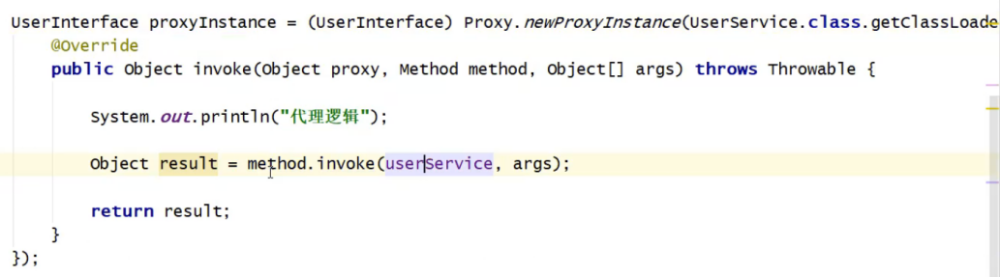 UserInterface proxyInstance = (UserInterface) Proxy.newProxyInstance(UserService.class.getClassLoade
@Override
public Object invoke(Object proxy, Method method, Object[] args) throws Throwable {
System.out.println("代理逻辑");
Object result = method.invoke(userService, args);
return result;
}
});